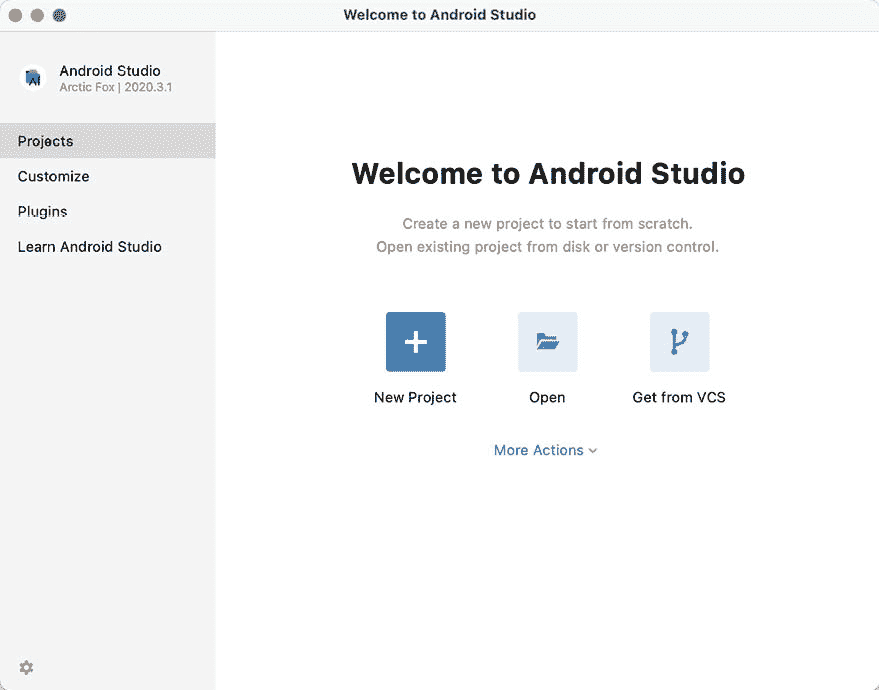 Welcome to Android Studio
Android Studio
Arctic Fox | 2020.3.1
Projects
Customize
Plugins
Learn Android Studio
Welcome to Android Studio
Create a new project to start from scratch.
Open existing project from disk or version control.
New Project
Open
Get from VCS
More Actions